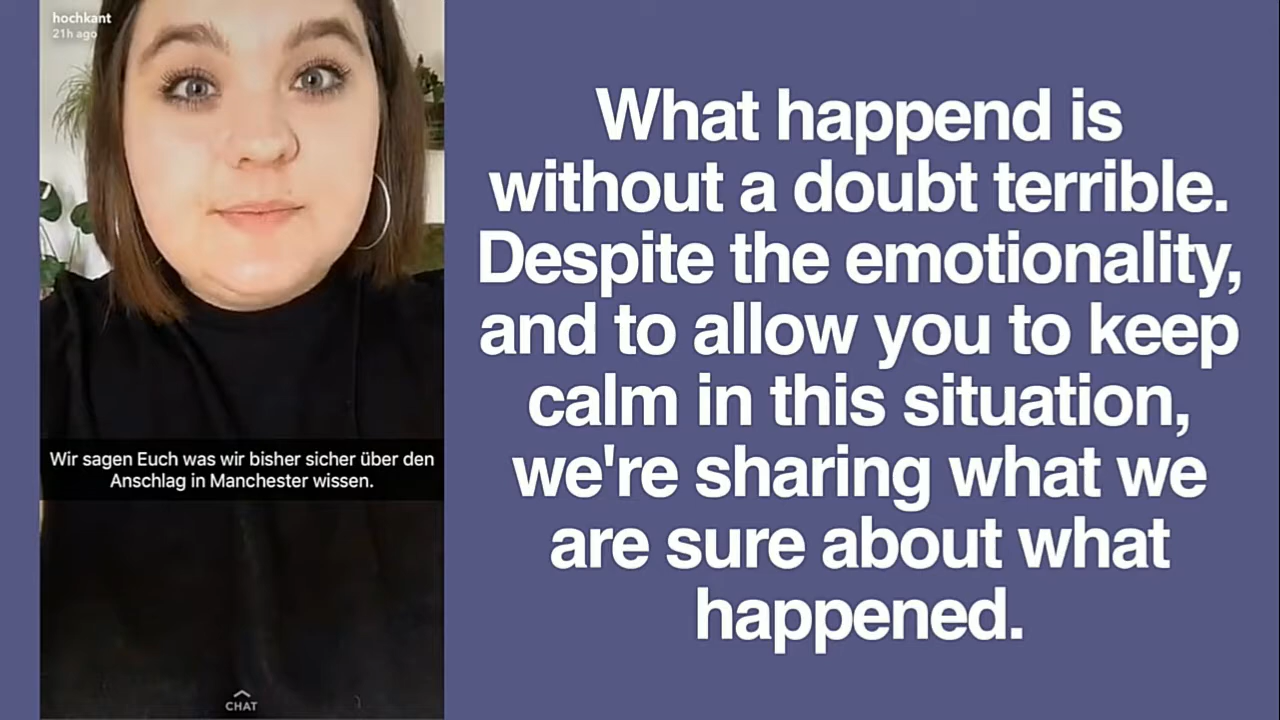 hochkant
21h ago
Wir sagen Euch was wir bisher sicher über den
Anschlag in Manchester wissen.
CHAT
What happend is
without a doubt terrible.
Despite the emotionality,
and to allow you to keep
calm in this situation,
we're sharing what we
are sure about what
happened.